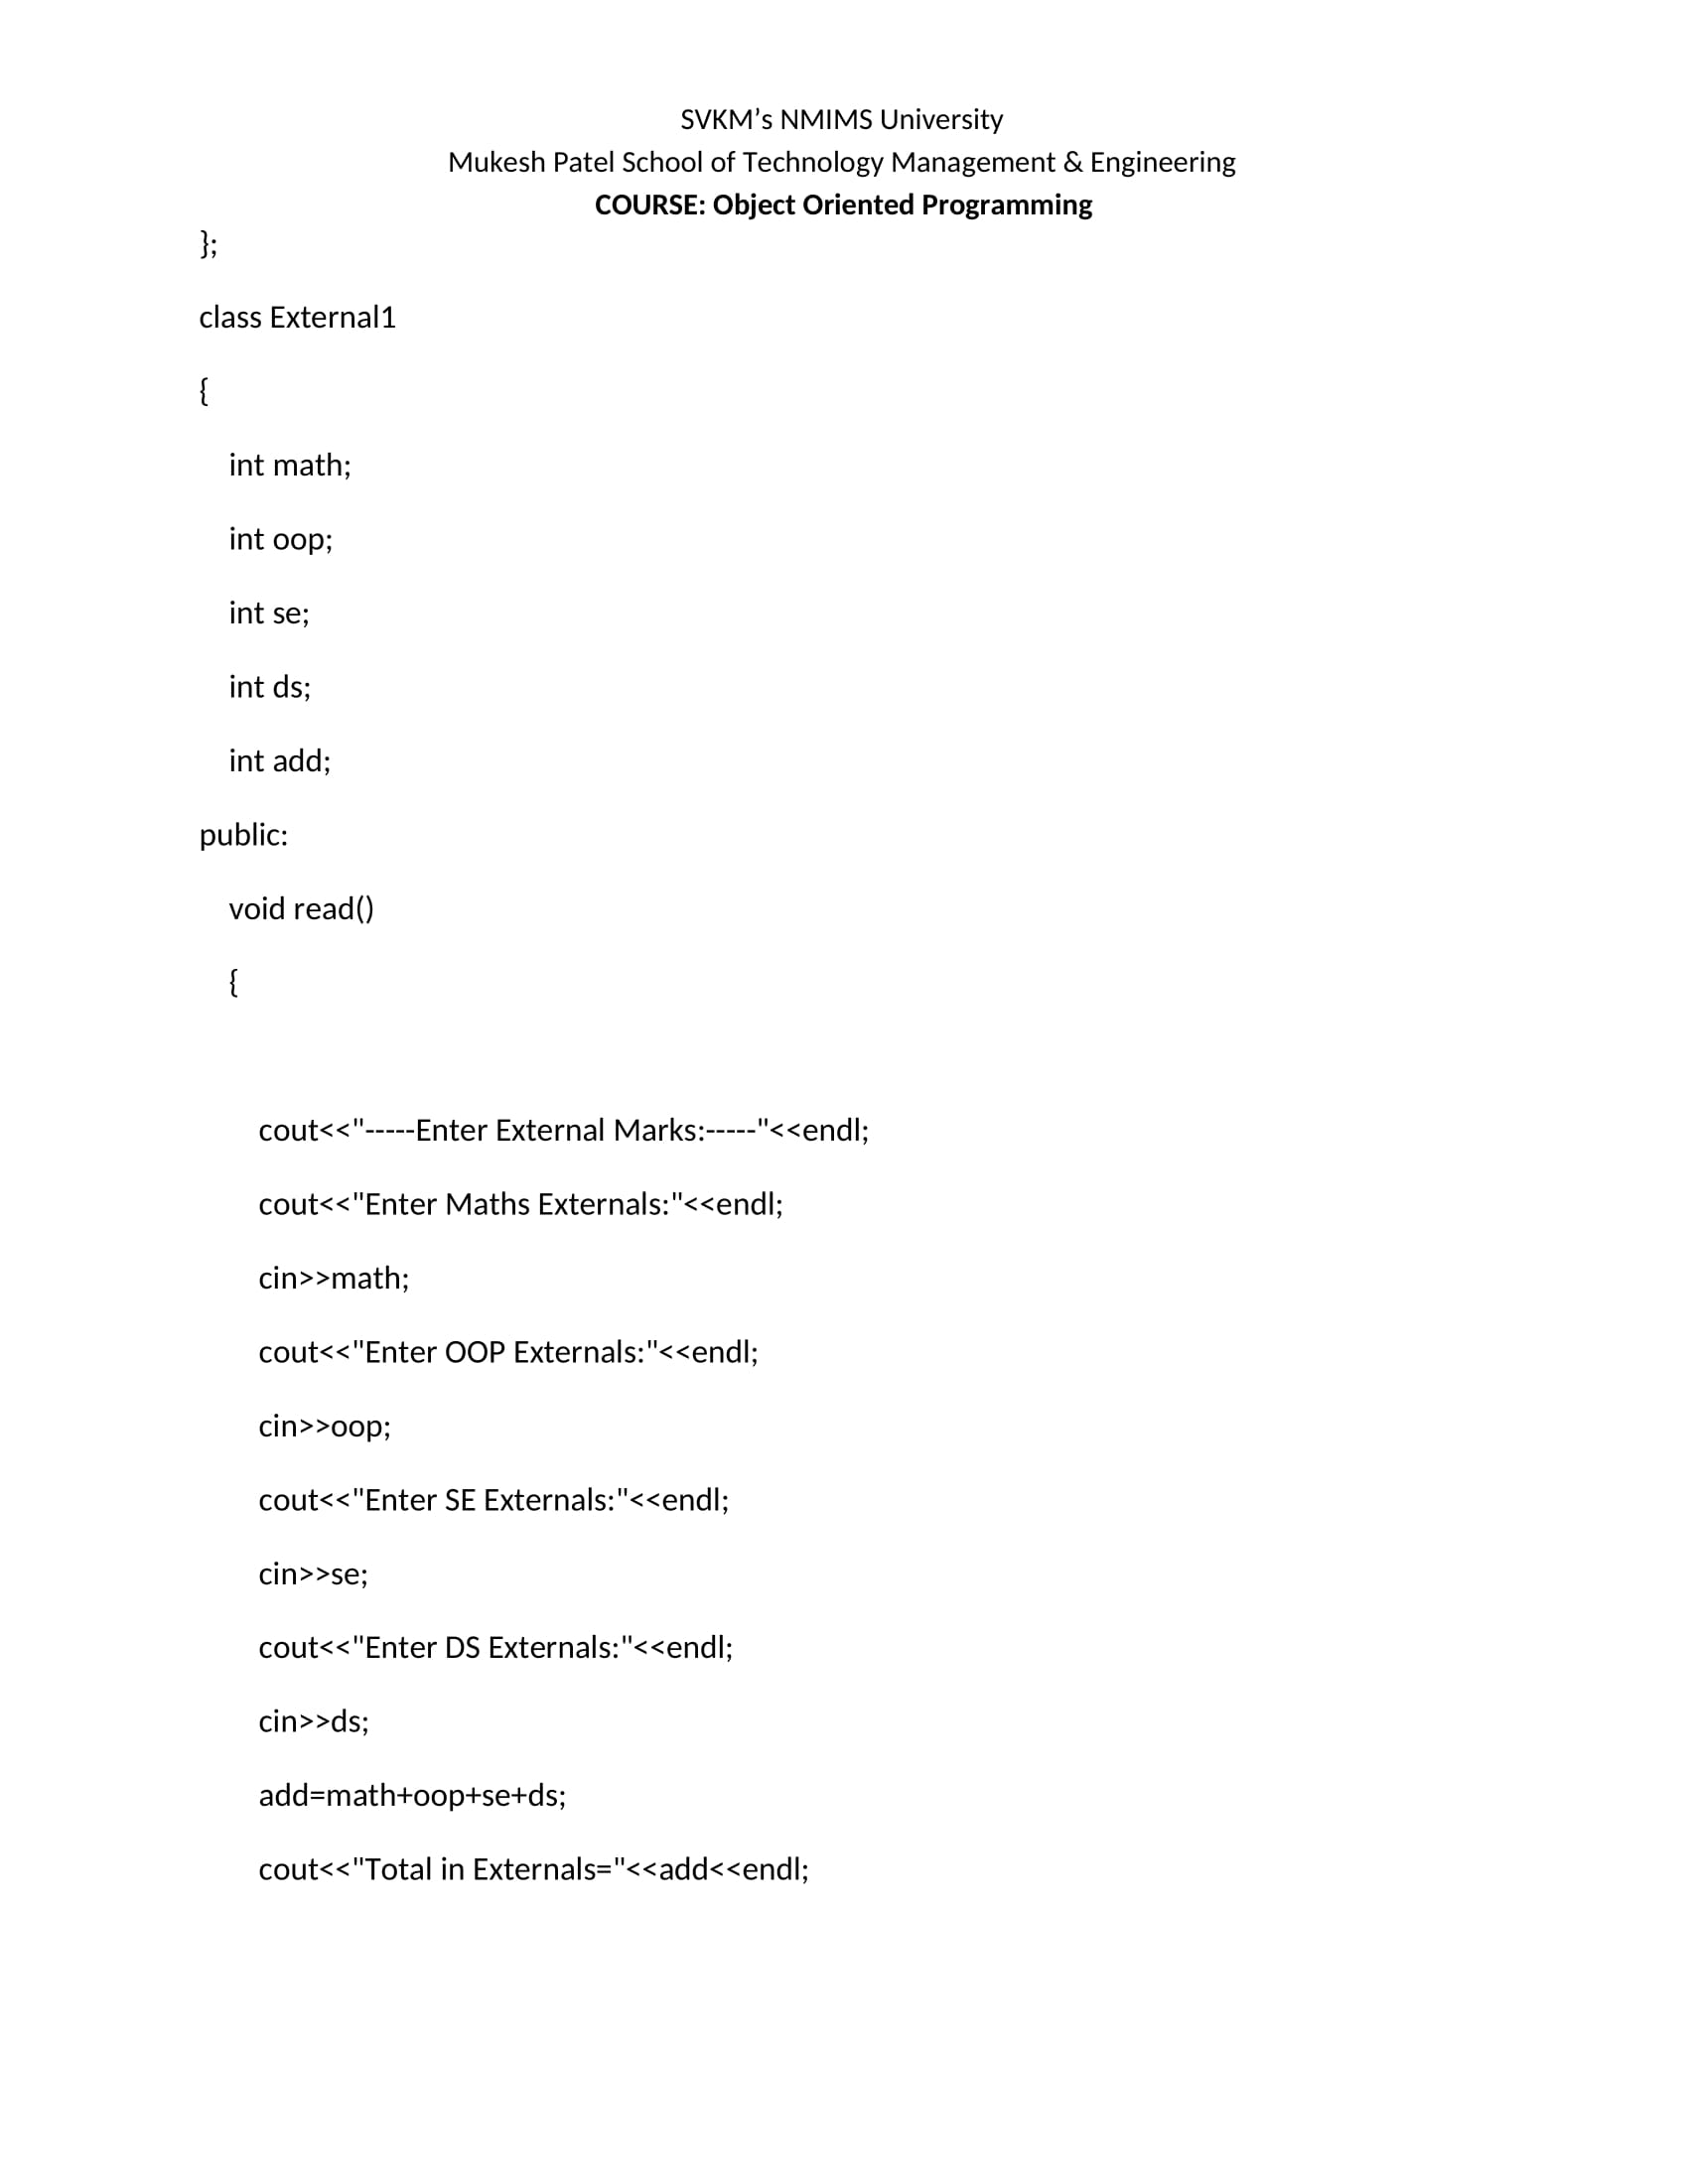 SVKM’s NMIMS University
Mukesh Patel School of Technology Management & Engineering
COURSE: Object Oriented Programming
};
class External1
{
int math;
int oop;
int se;
int ds;
int add;
public:
void read()
{
cout<<"-----Enter External Marks:-----"<<endl;
cout<<"Enter Maths Externals:"<<endl;
cin>>math;
cout<<"Enter OOP Externals:"<<endl;
cin>>oop;
cout<<"Enter SE Externals:"<<endl;
cin>>se;
cout<<"Enter DS Externals:"<<endl;
cin>>ds;
add=math+oop+se+ds;
cout<<"Total in Externals="<<add<<endl;